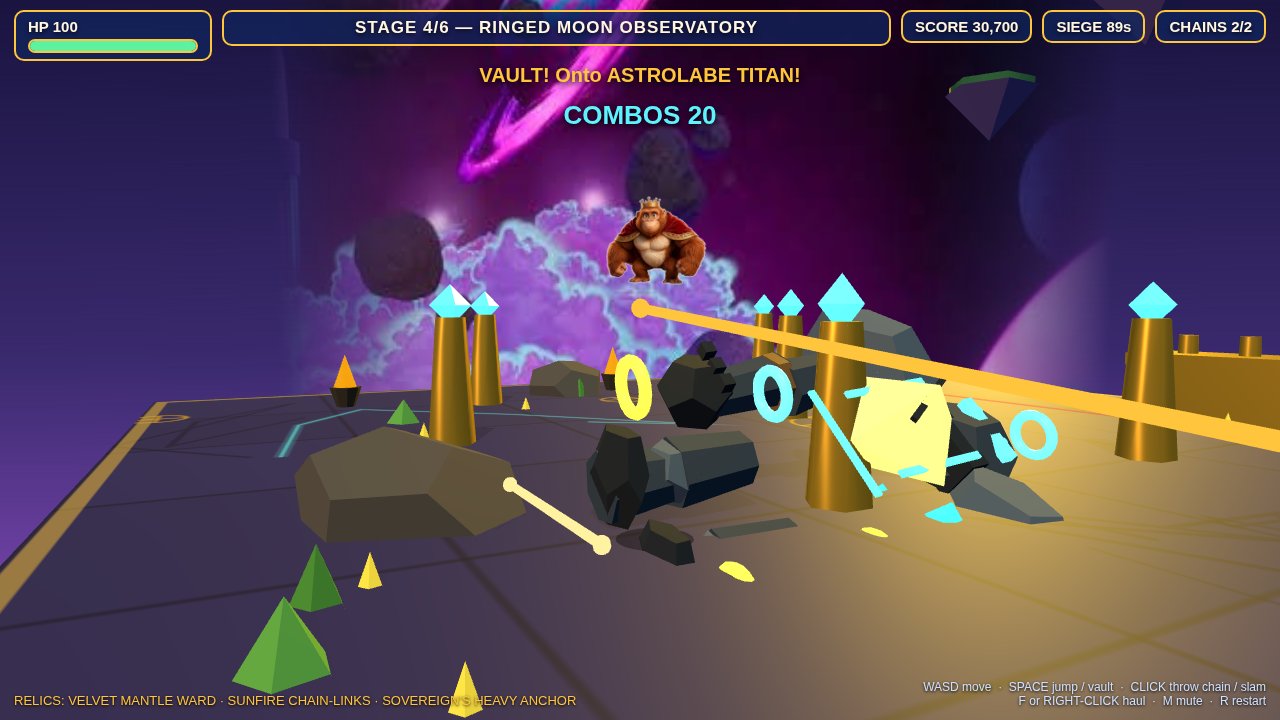 HP 100
STAGE 4/6 — RINGED MOON OBSERVATORY
SCORE 30,700
SIEGE 89s
CHAINS 2/2
VAULT! Onto ASTROLABE TITAN!
COMBOS 20
RELICS: VELVET MANTLE WARD · SUNFIRE CHAIN-LINKS · SOVEREIGN'S HEAVY ANCHOR
WASD move · SPACE jump / vault · CLICK throw chain / slam
F or RIGHT-CLICK haul · M mute · R restart